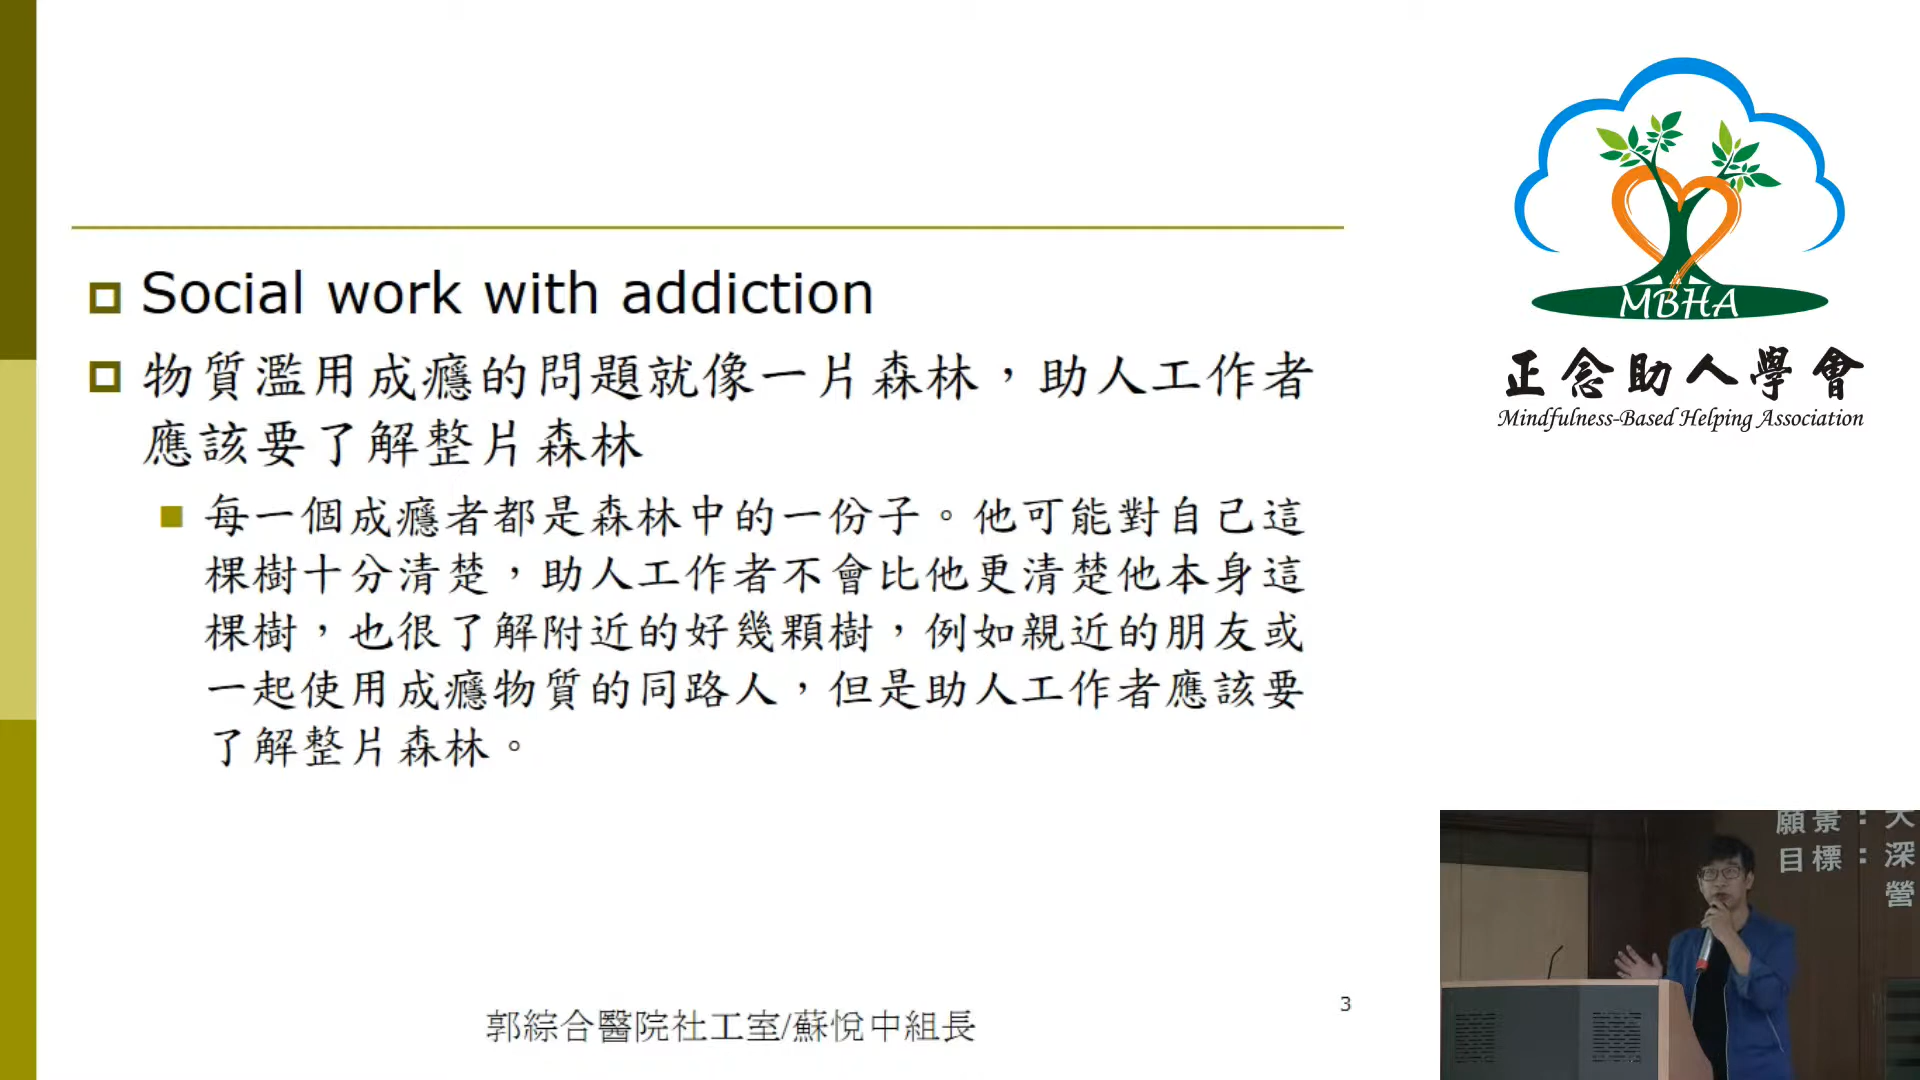 Social work with addiction
物質濫用成癮的問題就像一片森林，助人工作者
應該要了解整片森林
每一個成癮者都是森林中的一份子。他可能對自己這
棵樹十分清楚，助人工作者不會比他更清楚他本身這
棵樹，也很了解附近的好幾顆樹，例如親近的朋友或
一起使用成癮物質的同路人，但是助人工作者應該要
了解整片森林。
郭綜合醫院社工室/蘇悅中組長
3
MBHA
正念助人學會
Mindfulness-Based Helping Association
願景：大
目標：深
營